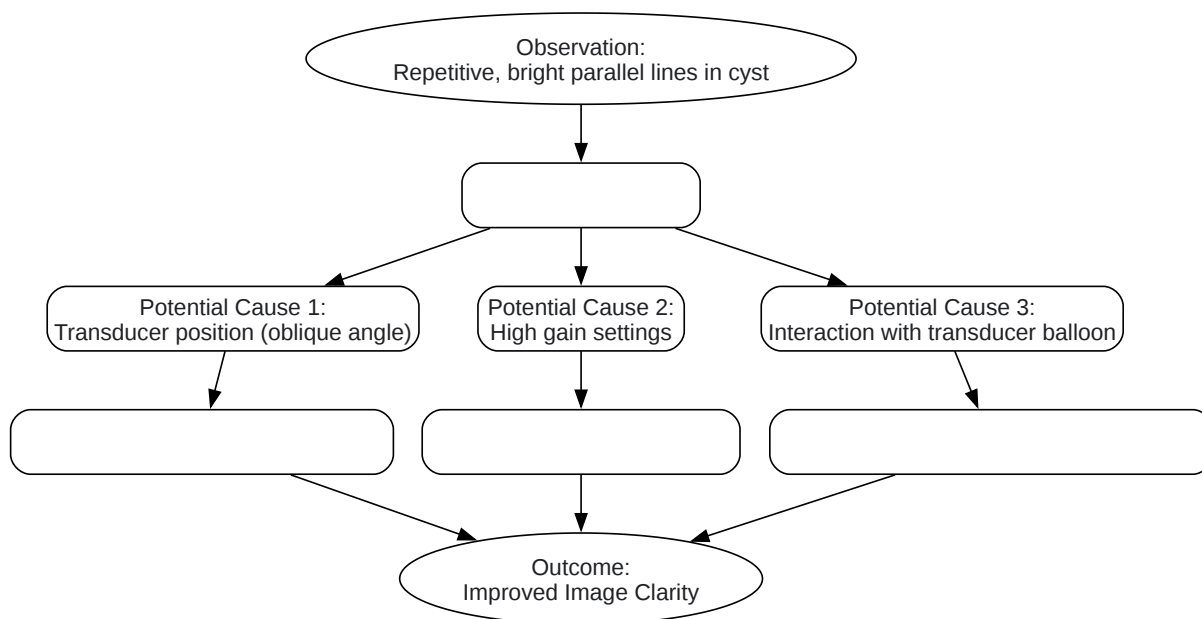 Observation:
Repetitive, bright parallel lines in cyst
Potential Cause 1:
Transducer position (oblique angle)
Potential Cause 2:
High gain settings
Potential Cause 3:
Interaction with transducer balloon
Outcome:
Improved Image Clarity